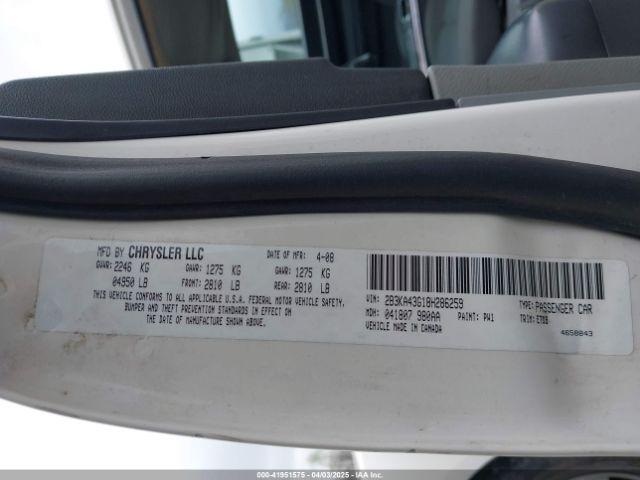 MFD BY CHRYSLER LLC DATE OF MFR: 4-08
GVWR: 2246 KG GAWR: 1275 KG GAWR: 1275 KG
04950 LB FRONT: 2810 LB REAR: 2810 LB
THIS VEHICLE CONFORMS TO ALL APPLICABLE FEDERAL MOTOR VEHICLE SAFETY,
BUMPER AND THEFT PREVENTION STANDARDS IN EFFECT ON
THE DATE OF MANUFACTURE SHOWN ABOVE.
VIN: 2B3KA43G18H286259 TYPE: PASSENGER CAR
MDH: 041807 980AA PAINT: PW1 TRIM:
VEHICLE MADE IN CANADA 4658843
000-41951575 - 04/03/2025 - IAA Inc.